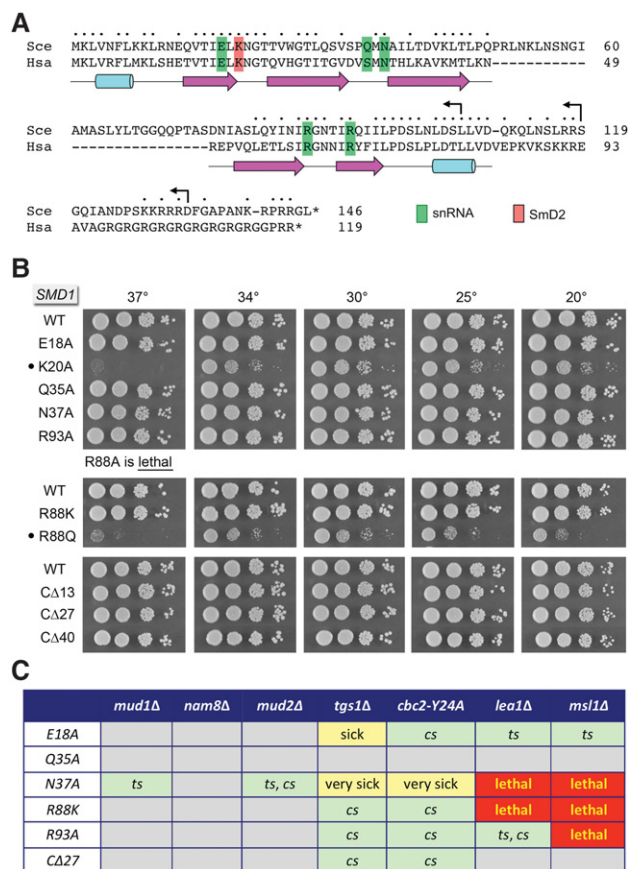 A
Sce MKLVNFLKKLRNEQVTIELKNGTTVWGTLQSVSPQMNAILTDVKLTLPQPRLNKLNSNGI 60
Hsa MKLVRFLMKLSHETVTIELKNGTQVHGTITGVDVSMNTHLKAVKMTLKN----------- 49
Sce AMASLYLTGGQQPTASDNIASLQYINIRGNTIRQIILPDSLNLDSLLVD-QKQLNSLRRS 119
Hsa ----------------REPVQLETLSIRGNNIRYFILPDSLPLDTLLVDVEPKVKSKKRE 93
Sce GQIANDPSKKRRRDFGAPANK-RPRRGL* 146
Hsa AVAGRGRGRGRGRGRGRGRGRGGPRR* 119
snRNA SmD2
B
SMD1 37° 34° 30° 25° 20°
WT
E18A
• K20A
Q35A
N37A
R93A
R88A is lethal
WT
R88K
• R88Q
WT
CΔ13
CΔ27
CΔ40
C
mud1Δ nam8Δ mud2Δ tgs1Δ cbc2-Y24A lea1Δ msl1Δ
E18A sick cs ts ts
Q35A
N37A ts ts, cs very sick very sick lethal lethal
R88K cs cs lethal lethal
R93A cs cs ts, cs lethal
CΔ27 cs cs